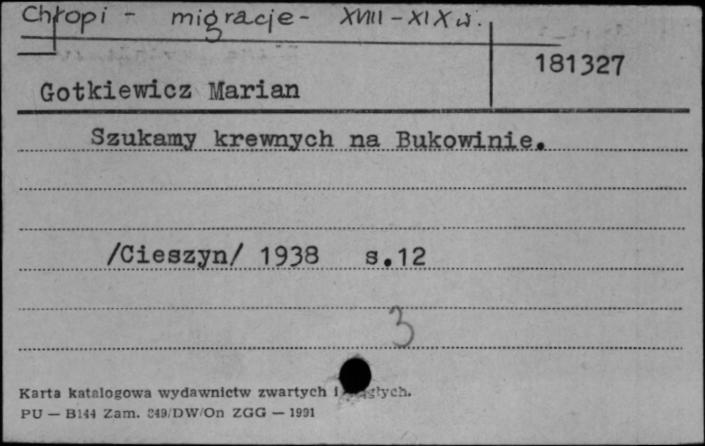 Chłopi - migracje - XVIII - XIX w.
181327
Gotkiewicz Marian
Szukamy krewnych na Bukowinie.
/Cieszyn/ 1938 s.12
3
Karta katalogowa wydawnictw zwartych i
PU — B144 Zam. 349/DW/On ZGG — 1991